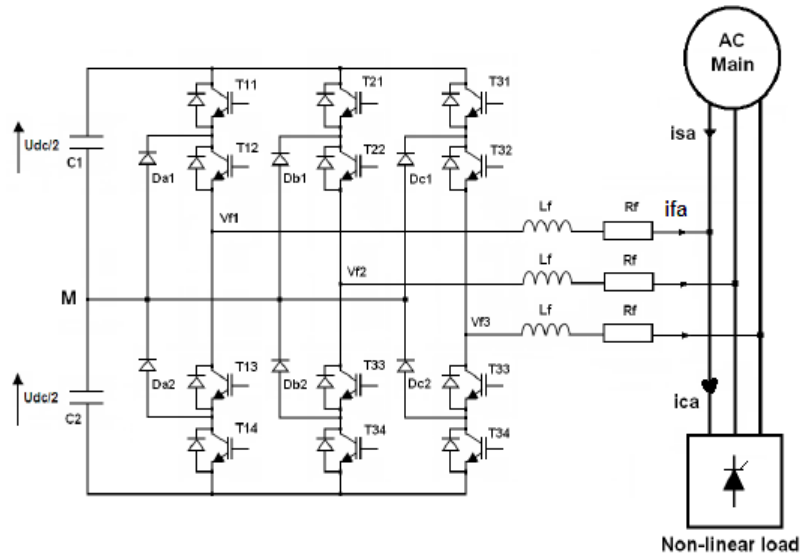 AC
Main
T11
T21
T31
isa
Udc/2
C1
T12
T22
T32
Da1
Db1
Dc1
Vf1
Lf
Rf
ifa
Vf2
Lf
Rf
M
Vf3
Lf
Rf
T13
T33
T33
Da2
Db2
Dc2
Udc/2
C2
ica
T14
T34
T34
Non-linear load